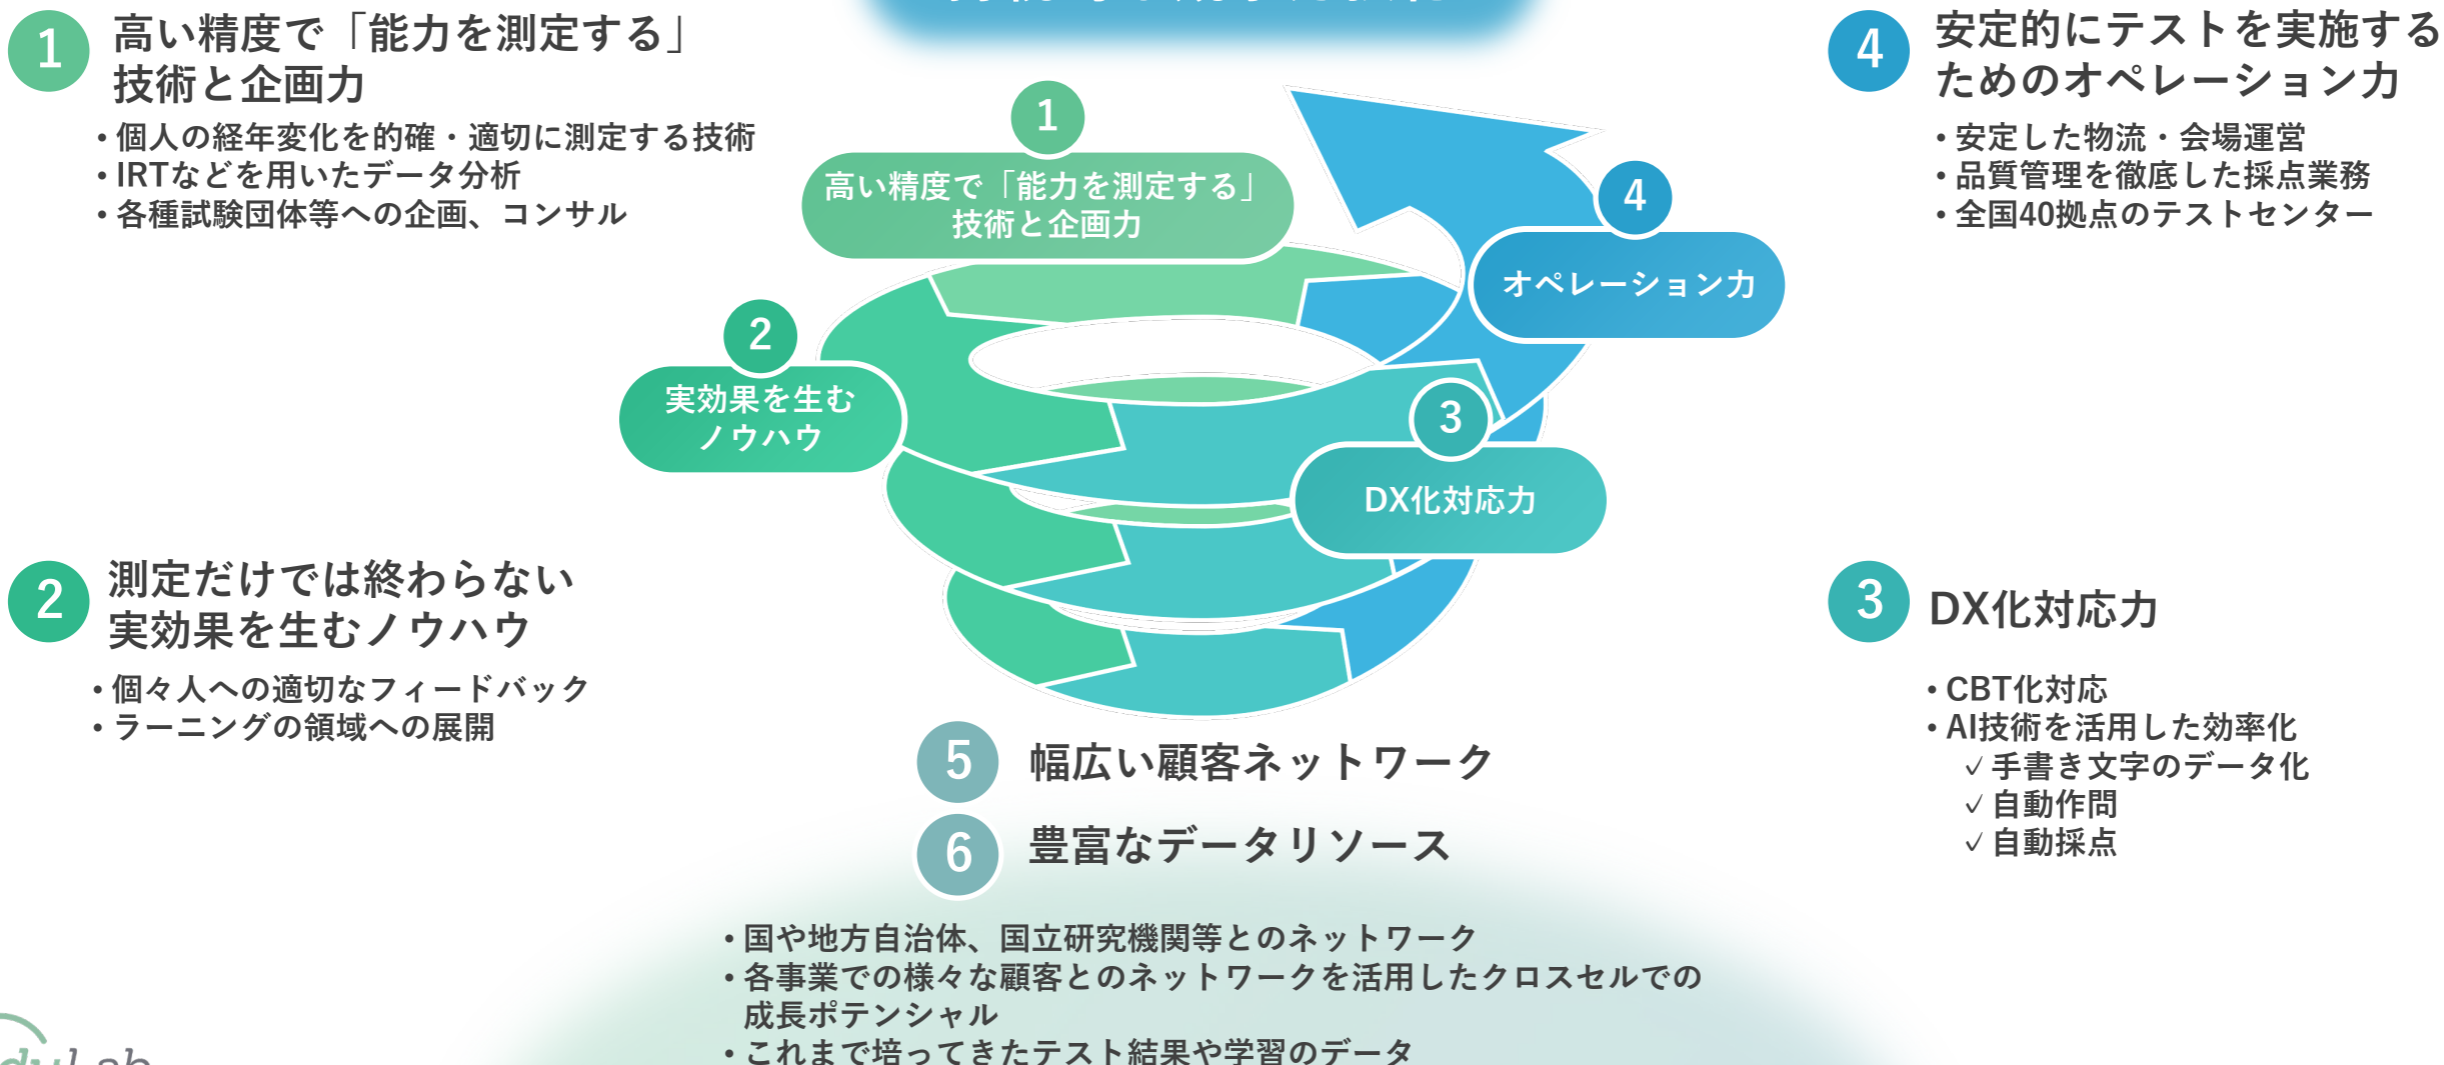 1
高い精度で「能力を測定する」
技術と企画力
• 個人の経年変化を的確・適切に測定する技術
• IRTなどを用いたデータ分析
• 各種試験団体等への企画、コンサル
2
測定だけでは終わらない
実効果を生むノウハウ
• 個々人への適切なフィードバック
• ラーニングの領域への展開
1
高い精度で「能力を測定する」
技術と企画力
2
実効果を生む
ノウハウ
3
DX化対応力
4
オペレーション力
4
安定的にテストを実施する
ためのオペレーション力
• 安定した物流・会場運営
• 品質管理を徹底した採点業務
• 全国40拠点のテストセンター
3
DX化対応力
• CBT化対応
• AI技術を活用した効率化
✓ 手書き文字のデータ化
✓ 自動作問
✓ 自動採点
5
幅広い顧客ネットワーク
6
豊富なデータリソース
• 国や地方自治体、国立研究機関等とのネットワーク
• 各事業での様々な顧客とのネットワークを活用したクロスセルでの
成長ポテンシャル
• これまで培ってきたテスト結果や学習のデータ